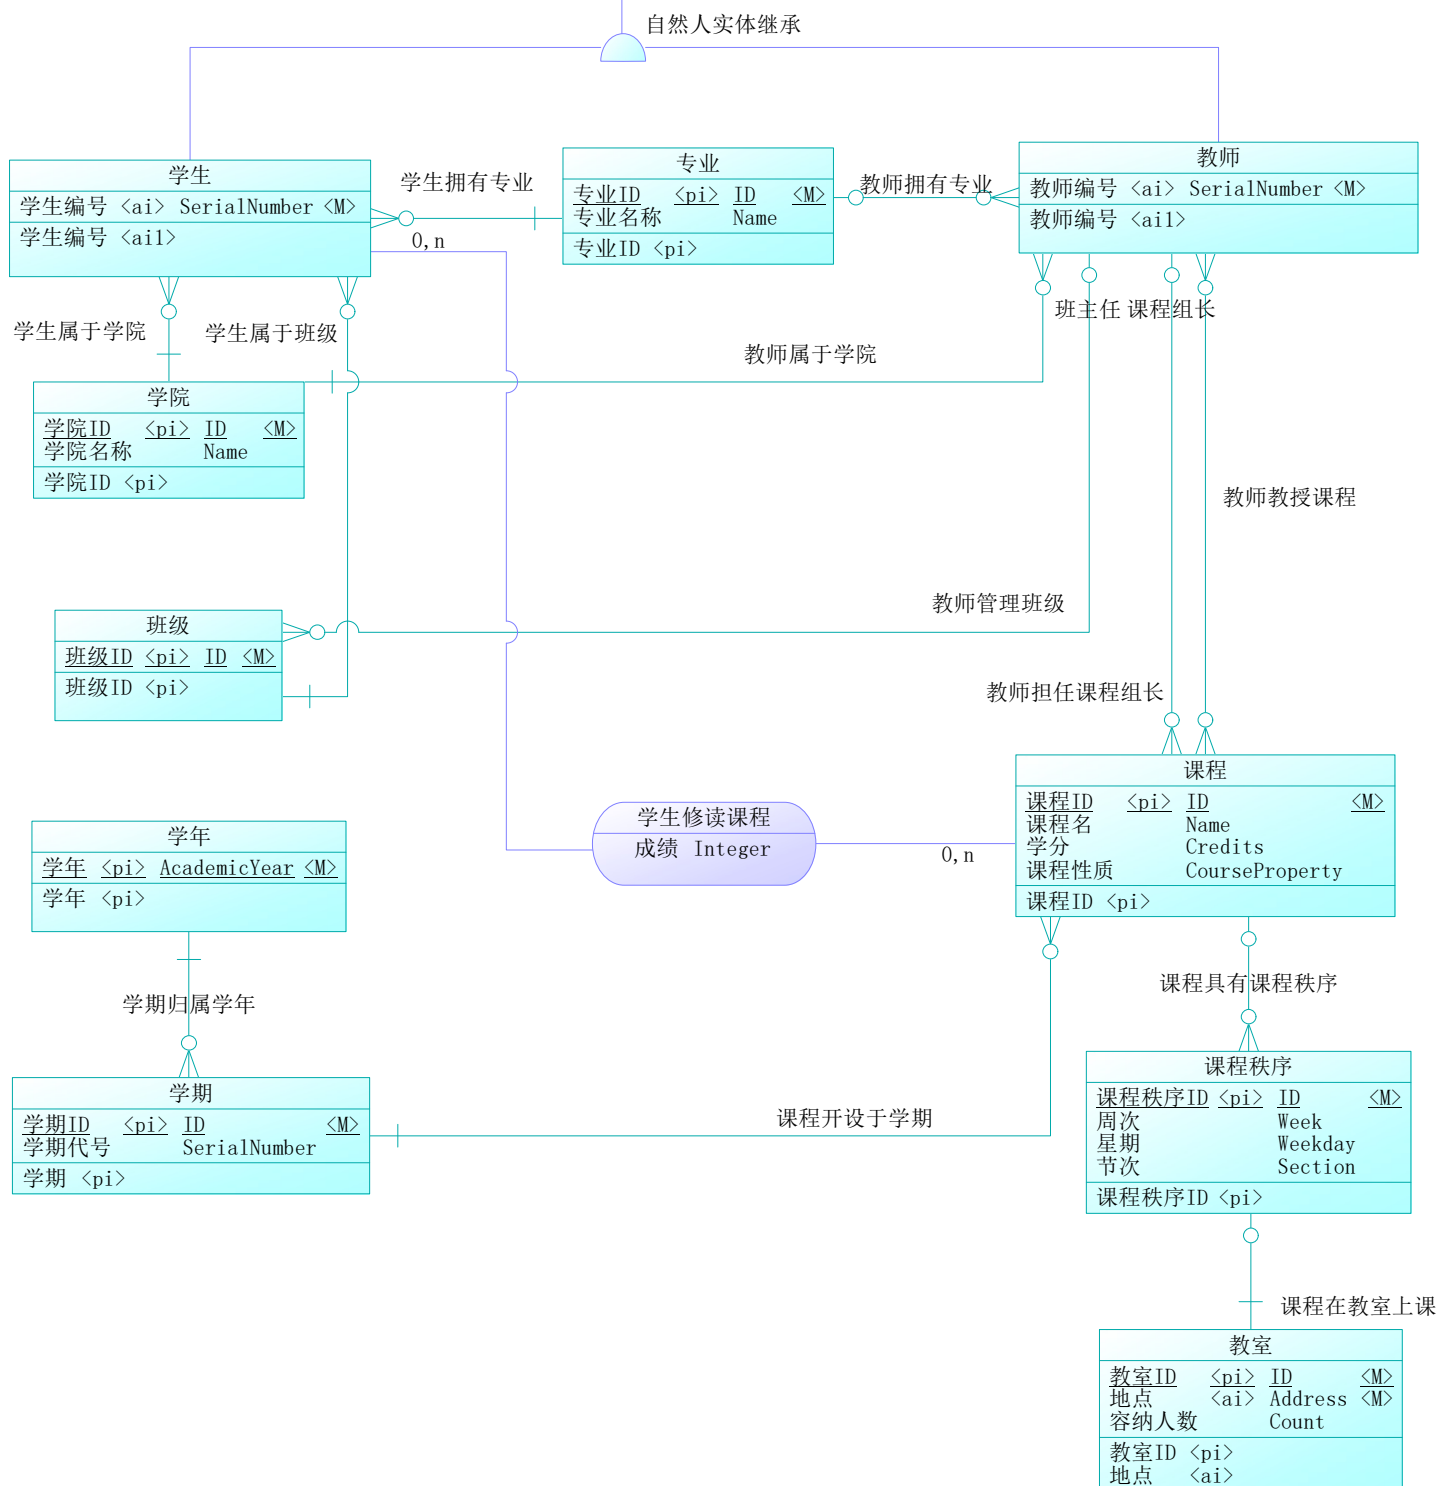 自然人实体继承
学生
学生编号 <ai> SerialNumber <M>
学生编号 <ai1>
学生拥有专业
0,n
专业
专业ID <pi> ID <M>
专业名称 Name
专业ID <pi>
教师拥有专业
教师
教师编号 <ai> SerialNumber <M>
教师编号 <ai1>
班主任 课程组长
学生属于学院
学生属于班级
教师属于学院
学院
学院ID <pi> ID <M>
学院名称 Name
学院ID <pi>
教师教授课程
教师管理班级
班级
班级ID <pi> ID <M>
班级ID <pi>
教师担任课程组长
课程
课程ID <pi> ID <M>
课程名 Name
学分 Credits
课程性质 CourseProperty
课程ID <pi>
学生修读课程
成绩 Integer
0,n
学年
学年 <pi> AcademicYear <M>
学年 <pi>
学期归属学年
课程具有课程秩序
学期
学期ID <pi> ID <M>
学期代号 SerialNumber
学期 <pi>
课程开设于学期
课程秩序
课程秩序ID <pi> ID <M>
周次 Week
星期 Weekday
节次 Section
课程秩序ID <pi>
课程在教室上课
教室
教室ID <pi> ID <M>
地点 <ai> Address <M>
容纳人数 Count
教室ID <pi>
地点 <ai>